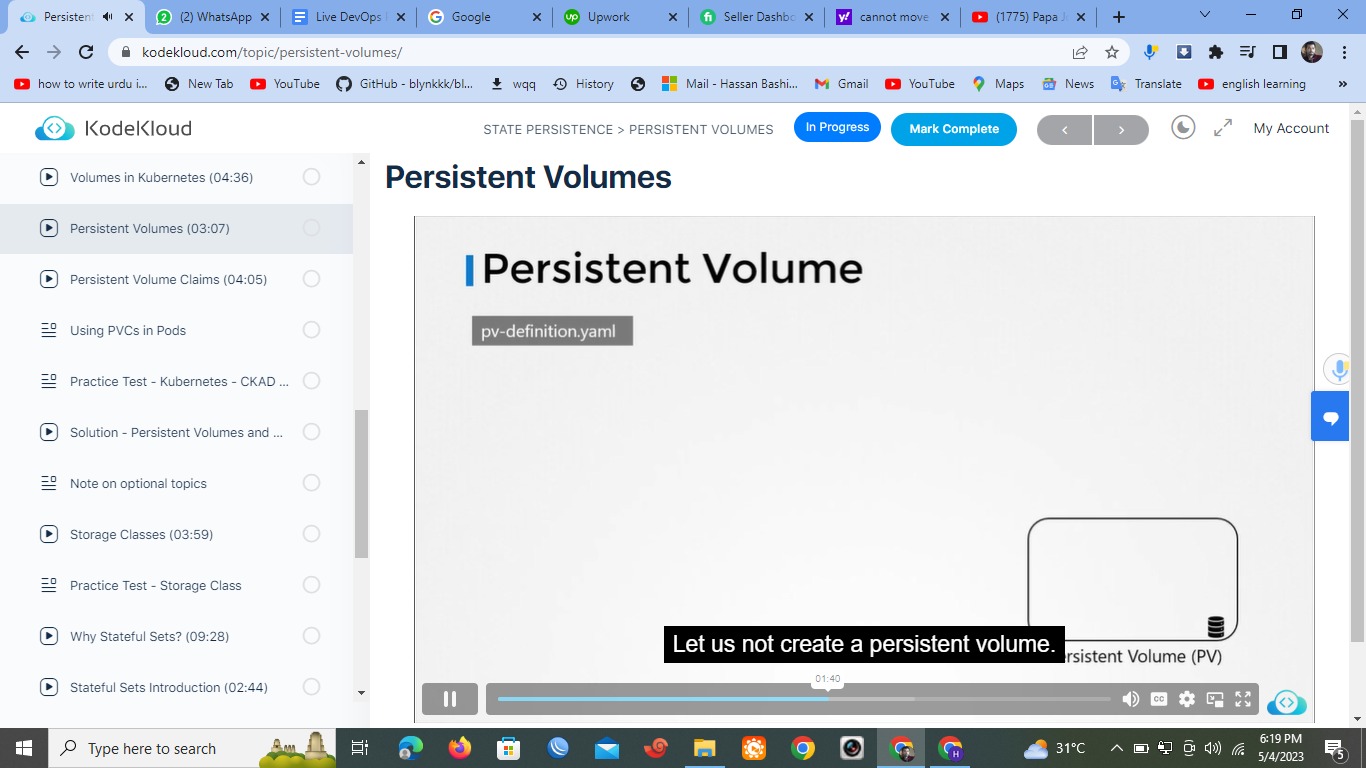 Persistent
(2) WhatsApp
Live DevOps
Google
Upwork
Seller Dashbo
cannot move
(1775) Papa J
kodekloud.com/topic/persistent-volumes/
how to write urdu i...
New Tab
YouTube
GitHub - blynkkk/bl...
wqq
History
Mail - Hassan Bashi...
Gmail
YouTube
Maps
News
Translate
english learning
»
KodeKloud
STATE PERSISTENCE > PERSISTENT VOLUMES
In Progress
Mark Complete
My Account
Volumes in Kubernetes (04:36)
Persistent Volumes (03:07)
Persistent Volume Claims (04:05)
Using PVCs in Pods
Practice Test - Kubernetes - CKAD ...
Solution - Persistent Volumes and ...
Note on optional topics
Storage Classes (03:59)
Practice Test - Storage Class
Why Stateful Sets? (09:28)
Stateful Sets Introduction (02:44)
Persistent Volumes
Persistent Volume
pv-definition.yaml
Let us not create a persistent volume.
rsistent Volume (PV)
01:40
CC
Type here to search
31°C
6:19 PM
5/4/2023
5